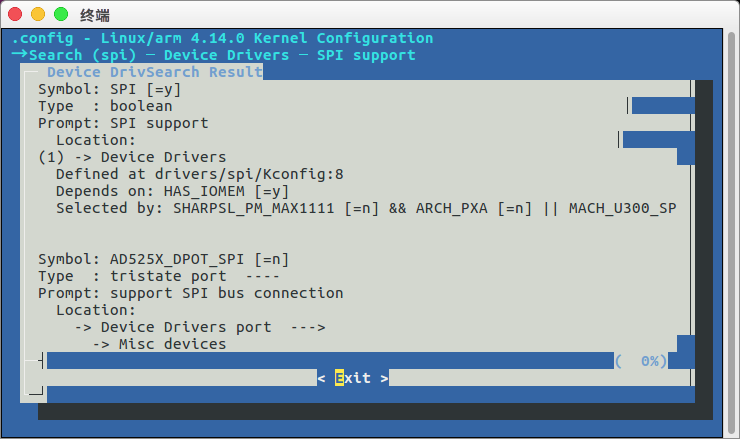 终端
.config - Linux/arm 4.14.0 Kernel Configuration
→Search (spi) — Device Drivers — SPI support
Device DrivSearch Result
Symbol: SPI [=y]
Type  : boolean
Prompt: SPI support
  Location:
(1) -> Device Drivers
  Defined at drivers/spi/Kconfig:8
  Depends on: HAS_IOMEM [=y]
  Selected by: SHARPSL_PM_MAX1111 [=n] && ARCH_PXA [=n] || MACH_U300_SP
Symbol: AD525X_DPOT_SPI [=n]
Type  : tristate port  ----
Prompt: support SPI bus connection
  Location:
    -> Device Drivers port  --->
      -> Misc devices
(  0%)
< Exit >